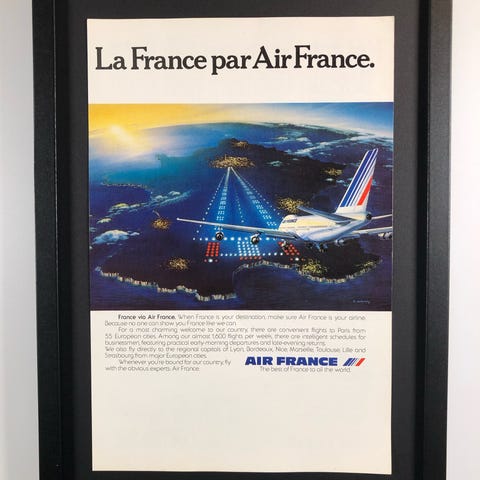 La France par Air France.
France via Air France. When France is your destination, make sure Air France is your airline.
Because no one can show you France like we can.
For a most charming welcome to our country, there are convenient flights to Paris from
55 European cities. Among our almost 1,600 flights per week, there are intelligent schedules for
businessmen, featuring practical early-morning departures and late-evening returns.
We also fly directly to the regional capitals of Lyon, Bordeaux, Nice, Marseille, Toulouse, Lille and
Strasbourg, from major European cities.
Whenever you're bound for our country, fly
with the obvious experts: Air France.
AIR FRANCE
The best of France to all the world.